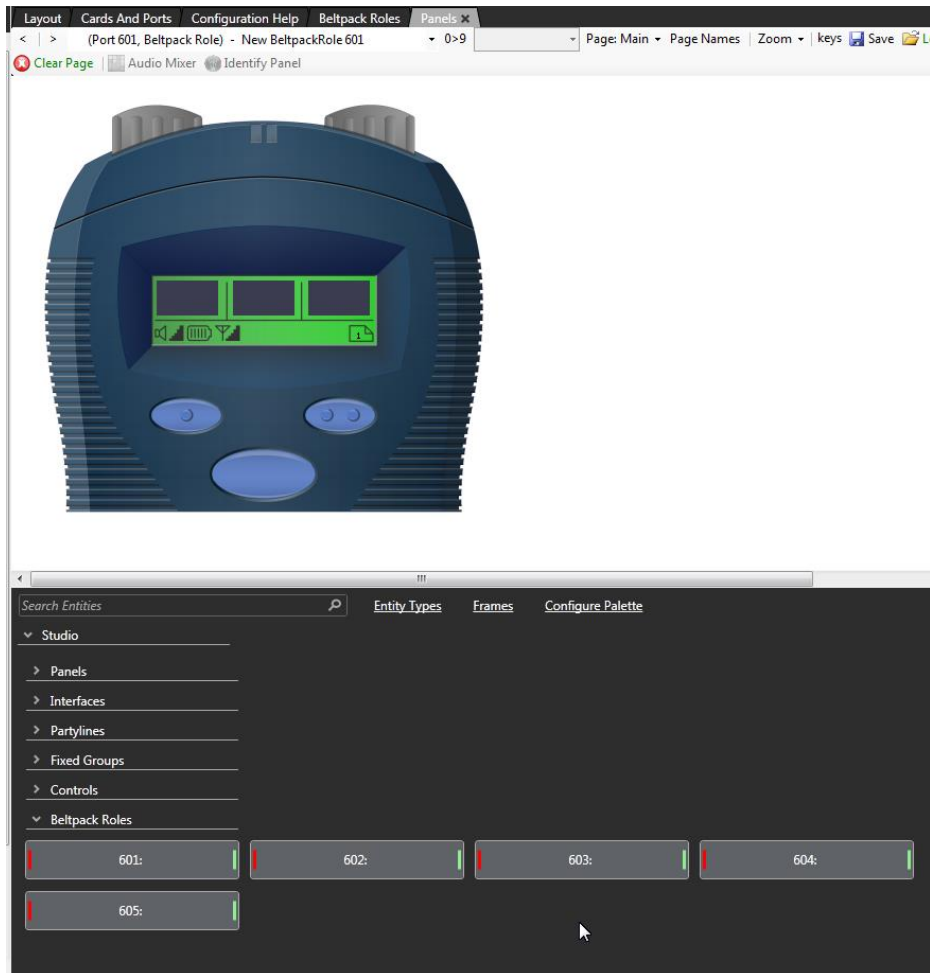 Layout Cards And Ports Configuration Help Beltpack Roles Panels ×
< | > (Port 601, Beltpack Role) - New BeltpackRole 601 0>9 Page: Main Page Names Zoom keys Save
Clear Page Audio Mixer Identify Panel
1
Search Entities Entity Types Frames Configure Palette
Studio
Panels
Interfaces
Partylines
Fixed Groups
Controls
Beltpack Roles
601: 602: 603: 604:
605: